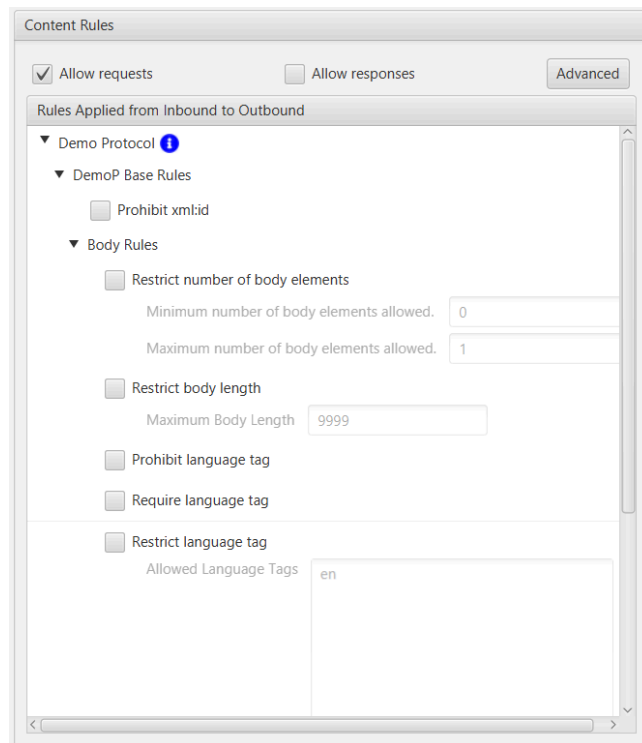 Content Rules
Allow requests Allow responses Advanced
Rules Applied from Inbound to Outbound
Demo Protocol i
DemoP Base Rules
Prohibit xml:id
Body Rules
Restrict number of body elements
Minimum number of body elements allowed. 0
Maximum number of body elements allowed. 1
Restrict body length
Maximum Body Length 9999
Prohibit language tag
Require language tag
Restrict language tag
Allowed Language Tags en